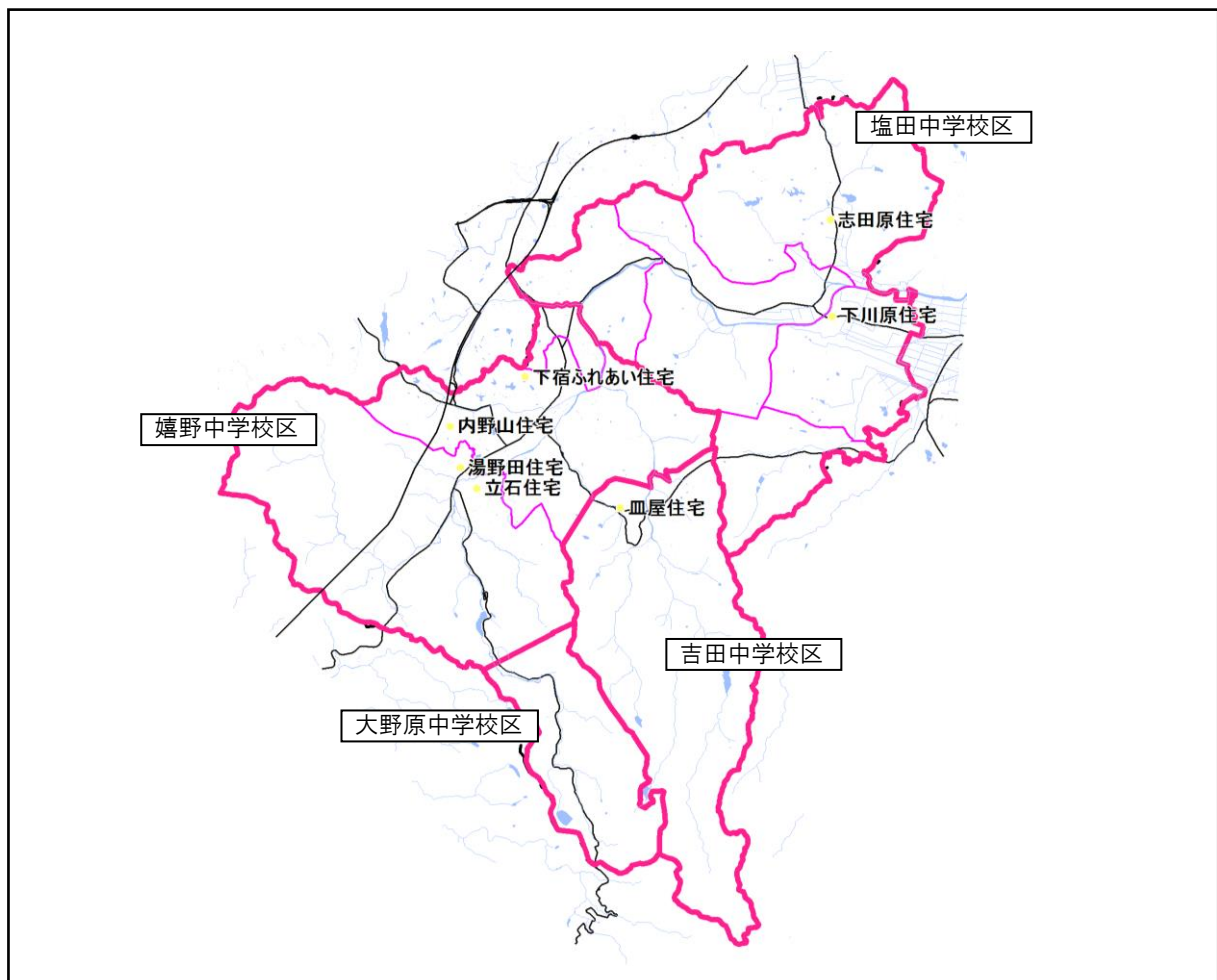 塩田中学校区
志田原住宅
下川原住宅
下宿ふれあい住宅
嬉野中学校区
内野山住宅
湯野田住宅
立石住宅
皿屋住宅
吉田中学校区
大野原中学校区